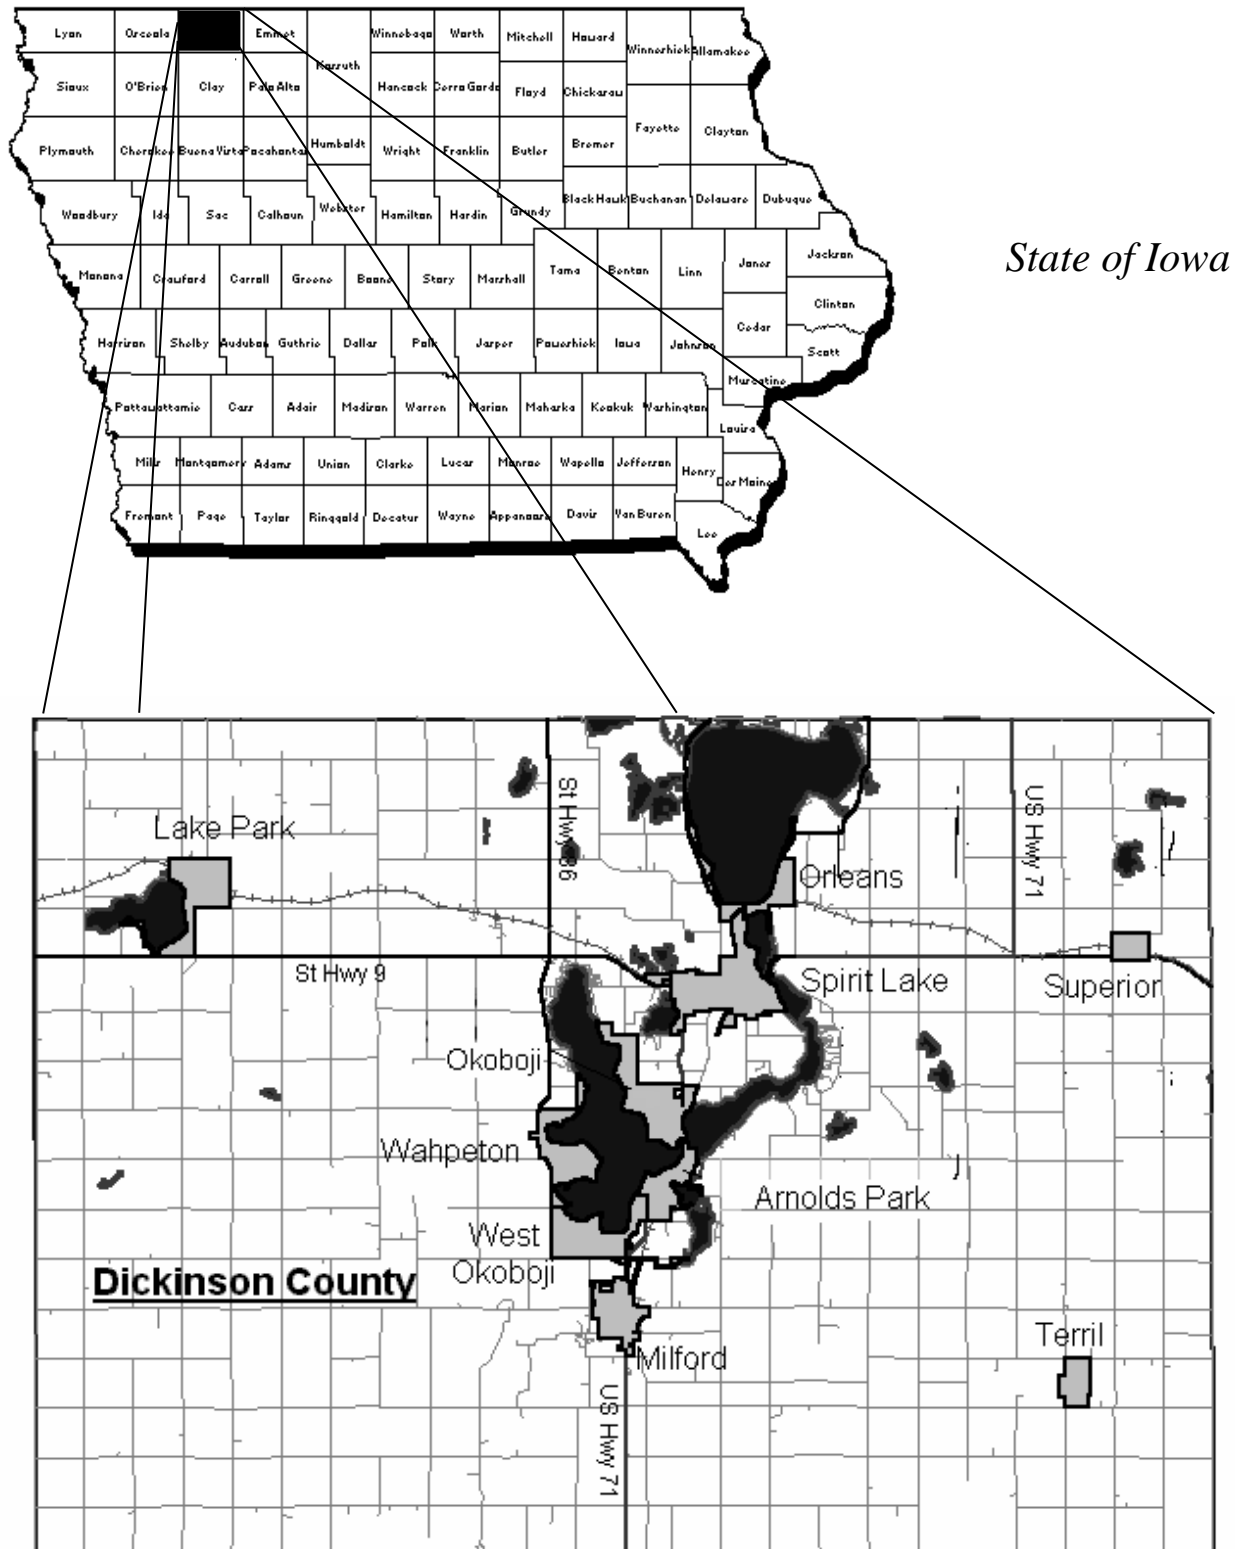 Lyon Osceola Emmet Winnebago Worth Mitchell Howard Winneshiek Allamakee
Kossuth
Sioux O'Brien Clay Palo Alto Hancock Cerro Gordo Floyd Chickasaw
Fayette Clayton
Plymouth Cherokee Buena Vista Pocahontas Humboldt Wright Franklin Butler Bremer
Woodbury Ida Sac Calhoun Webster Hamilton Hardin Grundy Black Hawk Buchanan Delaware Dubuque
State of Iowa
Monona Crawford Carroll Greene Boone Story Marshall Tama Benton Linn Jones Jackson
Clinton
Cedar
Harrison Shelby Audubon Guthrie Dallas Polk Jasper Poweshiek Iowa Johnson Scott
Muscatine
Pottawattamie Cass Adair Madison Warren Marion Mahaska Keokuk Washington
Louisa
Mills Montgomery Adams Union Clarke Lucas Monroe Wapello Jefferson Henry Des Moines
Fremont Page Taylor Ringgold Decatur Wayne Appanoose Davis Van Buren
Lee
St Hwy 86
US Hwy 71
Lake Park
Orleans
St Hwy 9
Spirit Lake
Superior
Okoboji
Wahpeton
Arnolds Park
West
Okoboji
Dickinson County
Terril
Milford
US Hwy 71